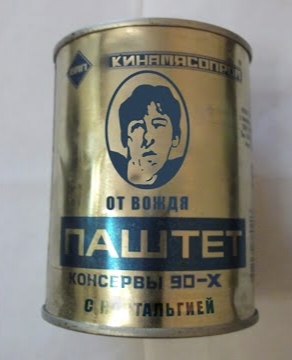 КИНАМЯСОПРОМ
ОТ ВОЖДЯ
ПАШТЕТ
КОНСЕРВЫ 90-Х
С НОСТАЛЬГИЕЙ